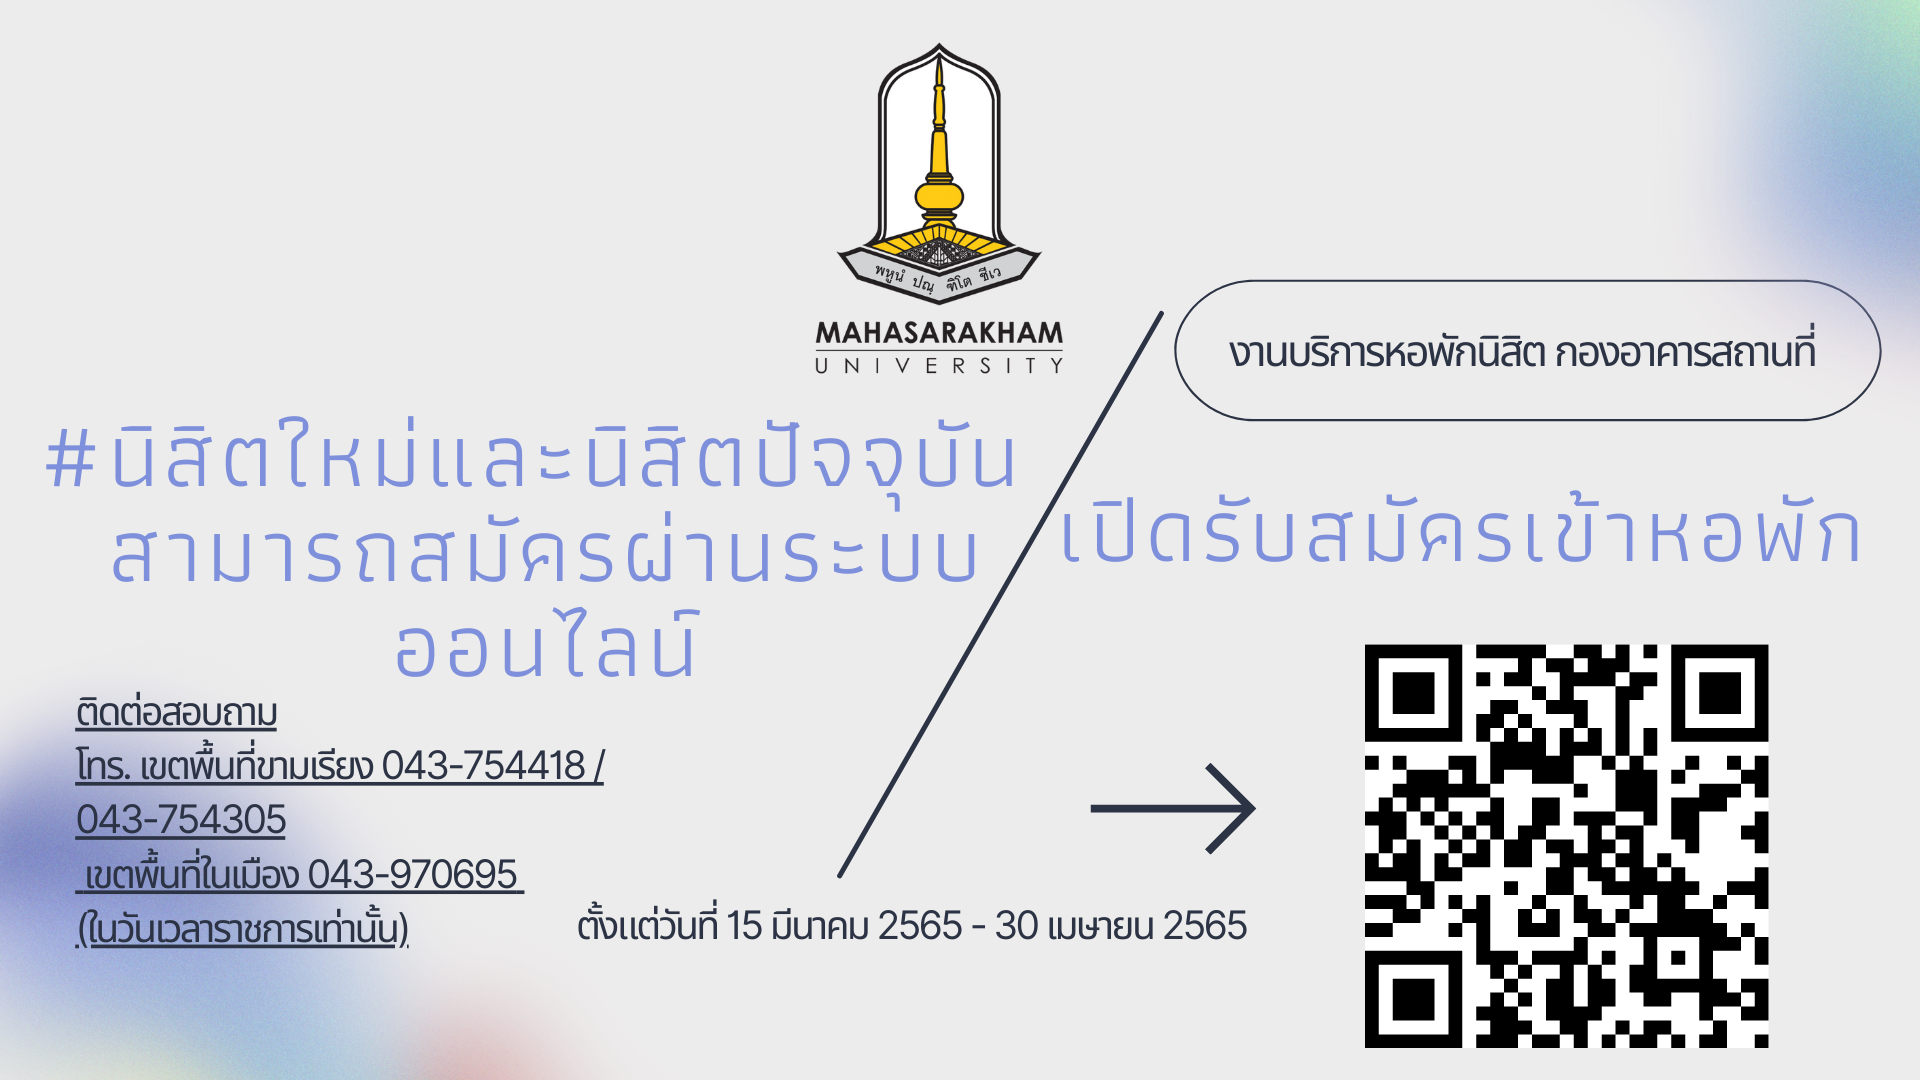 พหูนํ ปณฺ ฑิโต ชีเว
MAHASARAKHAM
UNIVERSITY
งานบริการหอพักนิสิต กองอาคารสถานที่
#นิสิตใหม่และนิสิตปัจจุบัน
สามารถสมัครผ่านระบบ
ออนไลน์
เปิดรับสมัครเข้าหอพัก
ติดต่อสอบถาม
โทร. เขตพื้นที่ขามเรียง 043-754418 /
043-754305
เขตพื้นที่ในเมือง 043-970695
(ในวันเวลาราชการเท่านั้น)
ตั้งแต่วันที่ 15 มีนาคม 2565 - 30 เมษายน 2565